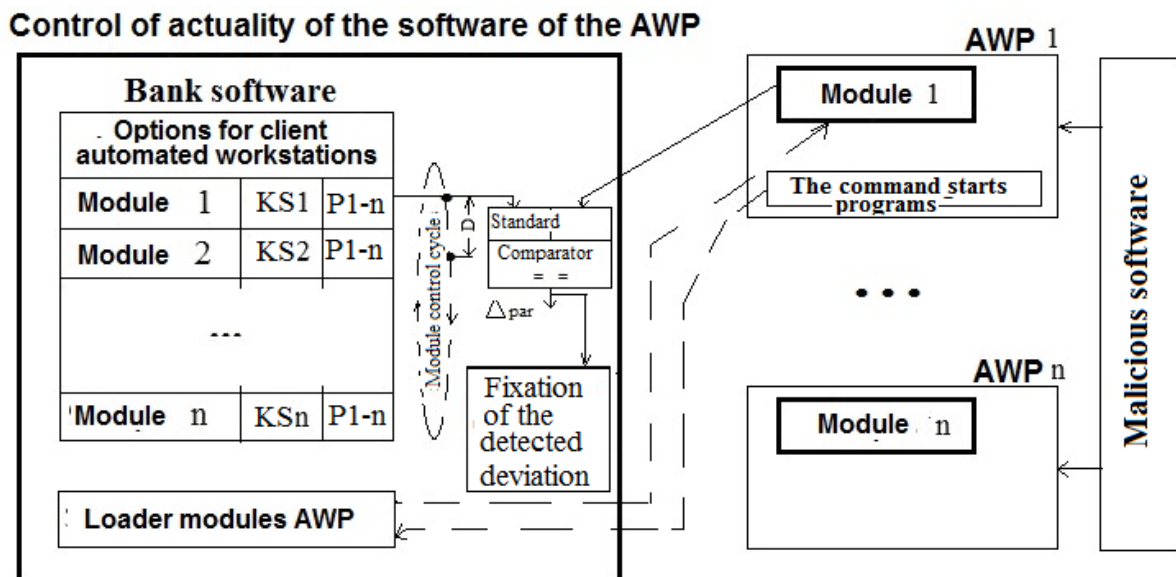 Control of actuality of the software of the AWP
Bank software
Options for client
automated workstations
Module 1 KS1 P1-n
Module 2 KS2 P1-n
...
Module n KSn P1-n
Loader modules AWP
Module control cycle
D
Standard
Comparator
= =
△par
Fixation
of the
detected
deviation
AWP 1
Module 1
The command starts
programs
...
AWP n
Module n
Malicious software